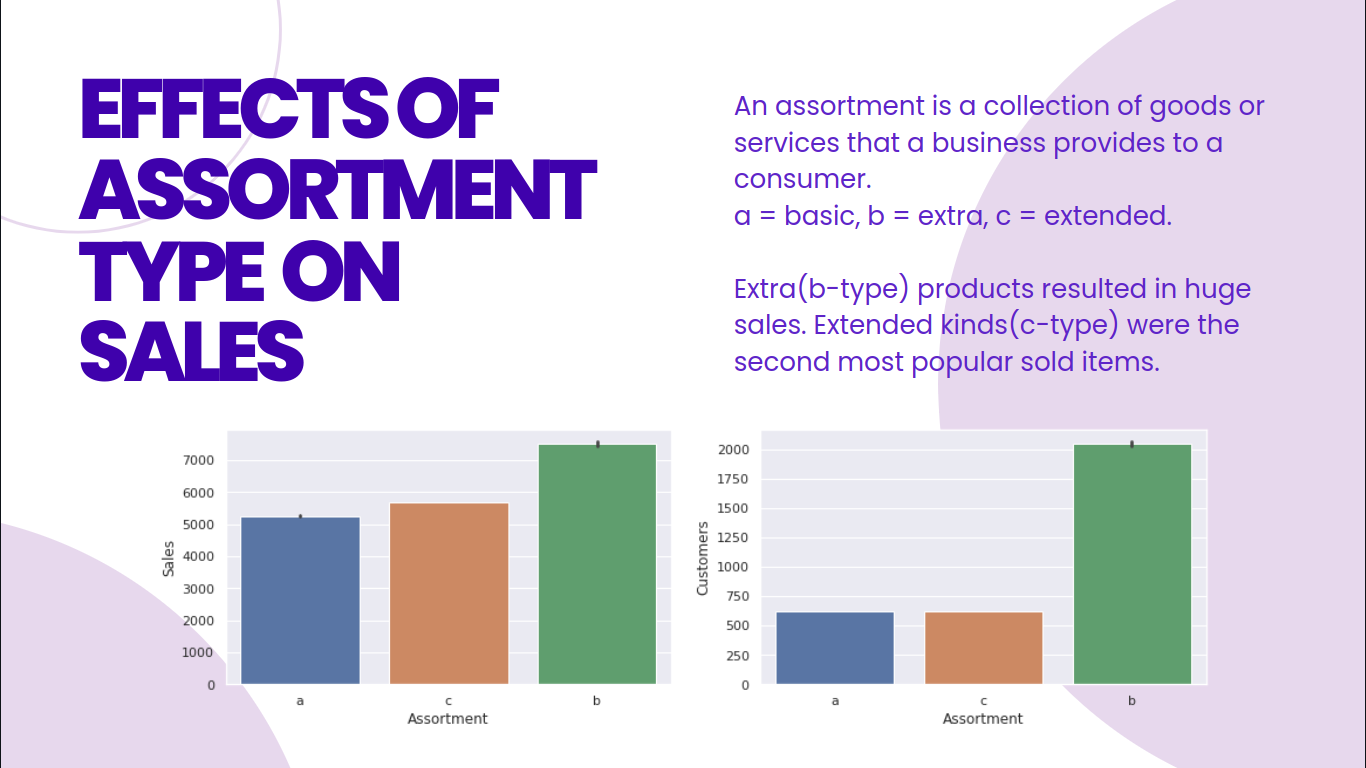 EFFECTS OF
ASSORTMENT
TYPE ON
SALES
An assortment is a collection of goods or
services that a business provides to a
consumer.
a = basic, b = extra, c = extended.
Extra(b-type) products resulted in huge
sales. Extended kinds(c-type) were the
second most popular sold items.
Sales
7000
6000
5000
4000
3000
2000
1000
0
a c b
Assortment
Customers
2000
1750
1500
1250
1000
750
500
250
0
a c b
Assortment